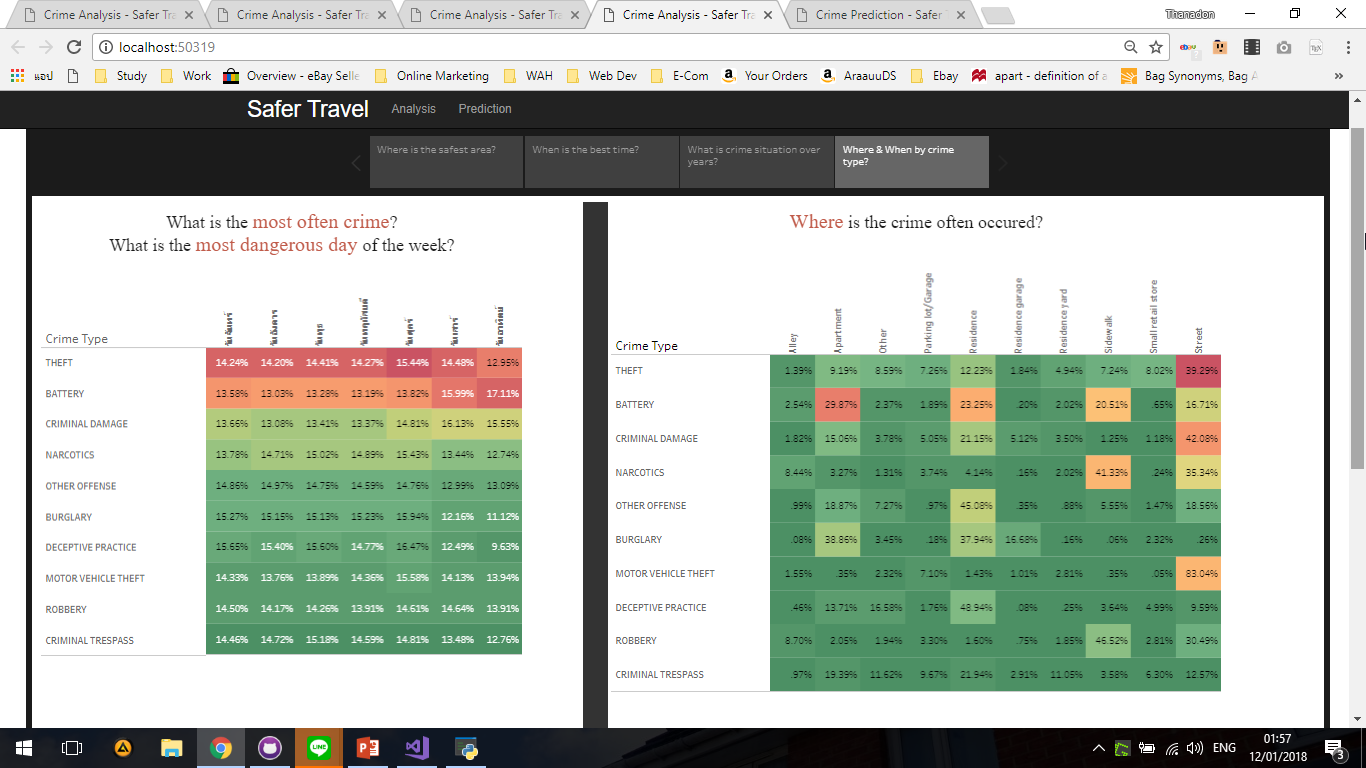 Crime Analysis - Safer Tra
Crime Analysis - Safer Tra
Crime Analysis - Safer Tra
Crime Analysis - Safer Tra
Crime Prediction - Safer
Thanadon
localhost:50319
แอป
Study
Work
Overview - eBay Selle
Online Marketing
WAH
Web Dev
E-Com
Your Orders
AraauuDS
Ebay
apart - definition of a
Bag Synonyms, Bag A
Safer Travel
Analysis
Prediction
Where is the safest area?
When is the best time?
What is crime situation over
years?
Where & When by crime
type?
What is the most often crime?
What is the most dangerous day of the week?
Crime Type
วันจันทร์
วันอังคาร
วันพุธ
วันพฤหัสบดี
วันศุกร์
วันเสาร์
วันอาทิตย์
THEFT 14.24% 14.20% 14.41% 14.27% 15.44% 14.48% 12.95%
BATTERY 13.58% 13.03% 13.28% 13.19% 13.82% 15.99% 17.11%
CRIMINAL DAMAGE 13.66% 13.08% 13.41% 13.37% 14.81% 16.13% 15.55%
NARCOTICS 13.78% 14.71% 15.02% 14.89% 15.43% 13.44% 12.74%
OTHER OFFENSE 14.86% 14.97% 14.75% 14.59% 14.76% 12.99% 13.09%
BURGLARY 15.27% 15.15% 15.13% 15.23% 15.94% 12.16% 11.12%
DECEPTIVE PRACTICE 15.65% 15.40% 15.60% 14.77% 16.47% 12.49% 9.63%
MOTOR VEHICLE THEFT 14.33% 13.76% 13.89% 14.36% 15.58% 14.13% 13.94%
ROBBERY 14.50% 14.17% 14.26% 13.91% 14.61% 14.64% 13.91%
CRIMINAL TRESPASS 14.46% 14.72% 15.18% 14.59% 14.81% 13.48% 12.76%
Where is the crime often occured?
Crime Type
Alley
Apartment
Other
Parking lot/Garage
Residence
Residence garage
Residence yard
Sidewalk
Small retail store
Street
THEFT 1.39% 9.19% 8.59% 7.26% 12.23% 1.84% 4.94% 7.24% 8.02% 39.29%
BATTERY 2.54% 29.87% 2.37% 1.89% 23.25% .20% 2.02% 20.51% .65% 16.71%
CRIMINAL DAMAGE 1.82% 15.06% 3.78% 5.05% 21.15% 5.12% 3.50% 1.25% 1.18% 42.08%
NARCOTICS 8.44% 3.27% 1.31% 3.74% 4.14% .16% 2.02% 41.33% .24% 35.34%
OTHER OFFENSE .99% 18.87% 7.27% .97% 45.08% .35% .88% 5.55% 1.47% 18.56%
BURGLARY .08% 38.86% 3.45% .18% 37.94% 16.68% .16% .06% 2.32% .26%
MOTOR VEHICLE THEFT 1.55% .35% 2.32% 7.10% 1.43% 1.01% 2.81% .35% .05% 83.04%
DECEPTIVE PRACTICE .46% 13.71% 16.58% 1.76% 48.94% .08% .25% 3.64% 4.99% 9.59%
ROBBERY 8.70% 2.05% 1.94% 3.30% 1.60% .75% 1.85% 46.52% 2.81% 30.49%
CRIMINAL TRESPASS .97% 19.39% 11.62% 9.67% 21.94% 2.91% 11.05% 3.58% 6.30% 12.57%
LINE
ENG
01:57
12/01/2018
3